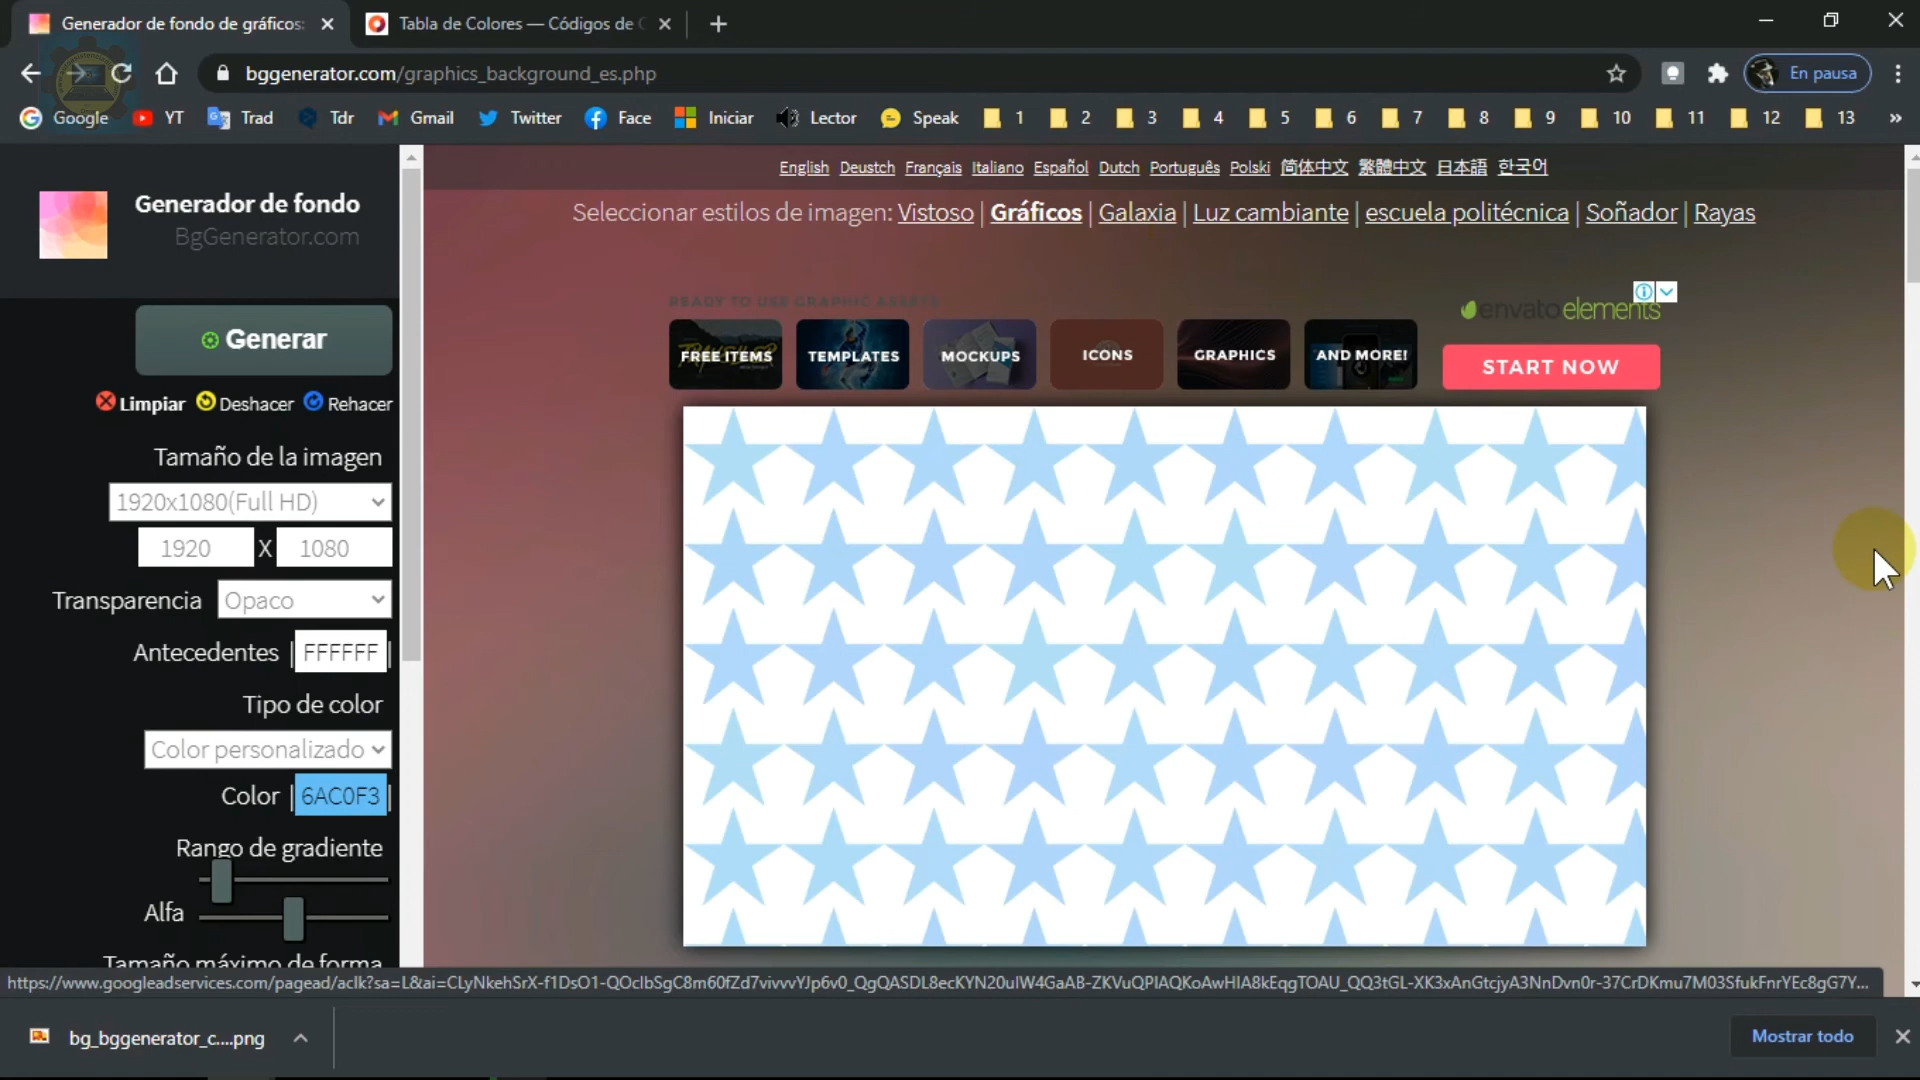 Generador de fondo de gráficos:
Tabla de Colores — Códigos de C
bggenerator.com/graphics_background_es.php
En pausa
Google YT Trad Tdr Gmail Twitter Face Iniciar Lector Speak 1 2 3 4 5 6 7 8 9 10 11 12 13 »
English Deustch Français Italiano Español Dutch Português Polski 简体中文 繁體中文 日本語 한국어
Seleccionar estilos de imagen: Vistoso | Gráficos | Galaxia | Luz cambiante | escuela politécnica | Soñador | Rayas
Generador de fondo
BgGenerator.com
READY TO USE GRAPHIC ASSETS
envato elements
FREE ITEMS
TEMPLATES
MOCKUPS
ICONS
GRAPHICS
AND MORE!
START NOW
Generar
Limpiar Deshacer Rehacer
Tamaño de la imagen
1920x1080(Full HD)
1920 X 1080
Transparencia Opaco
Antecedentes | FFFFFF |
Tipo de color
Color personalizado
Color | 6AC0F3 |
Rango de gradiente
Alfa
Tamaño máximo de forma
bg_bggenerator_c....png
Mostrar todo